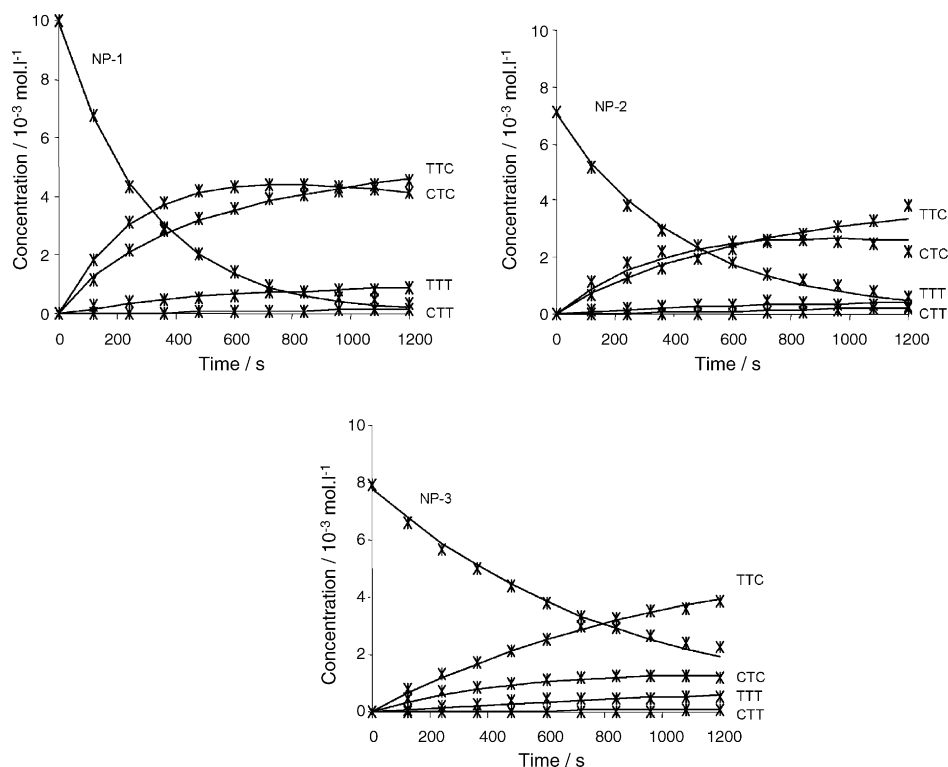 Concentration / 10⁻³ mol.l⁻¹
10
8
6
4
2
0
NP-1
TTC
CTC
TTT
CTT
0 200 400 600 800 1000 1200
Time / s
Concentration / 10⁻³ mol.l⁻¹
10
8
6
4
2
0
NP-2
TTC
CTC
TTT
CTT
0 200 400 600 800 1000 1200
Time / s
Concentration / 10⁻³ mol.l⁻¹
10
8
6
4
2
0
NP-3
TTC
CTC
TTT
CTT
0 200 400 600 800 1000 1200
Time / s